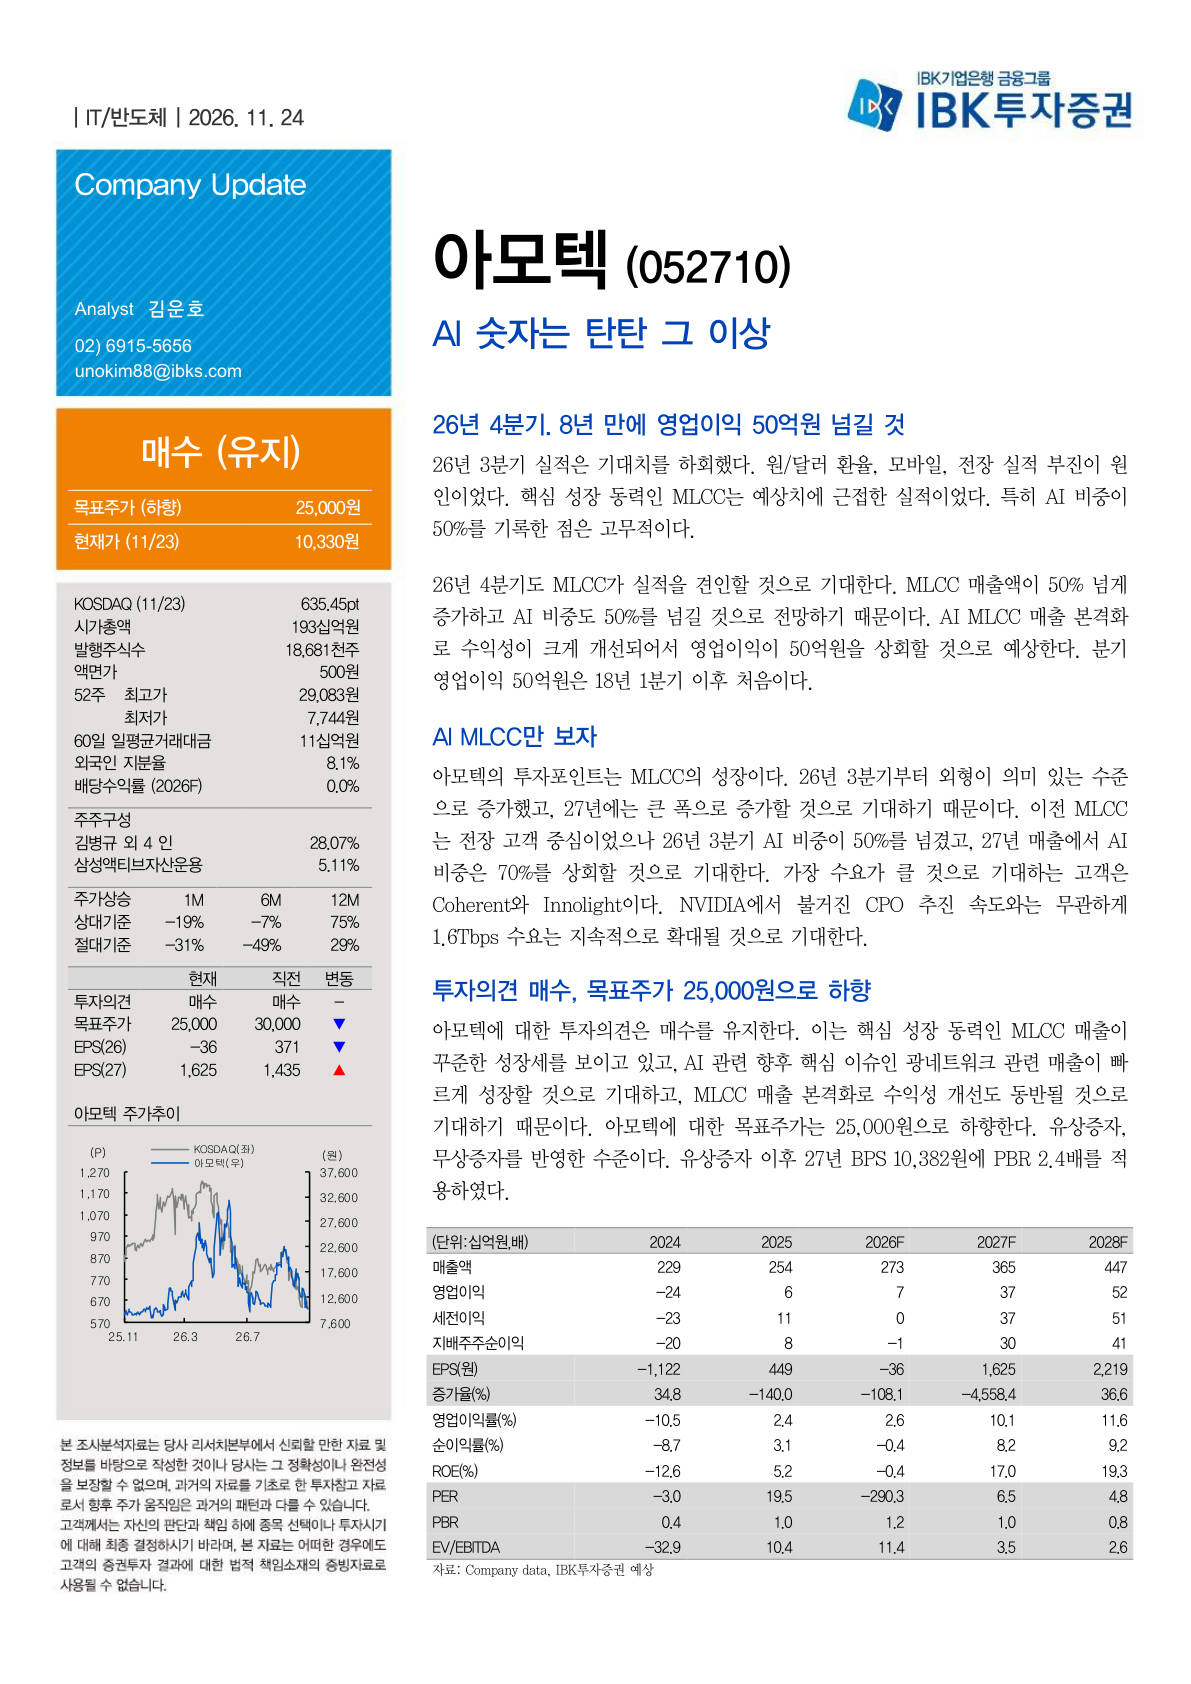 | IT/반도체 | 2026. 11. 24
IBK기업은행 금융그룹
IBK투자증권
Company Update
Analyst 김운호
02) 6915-5656
unokim88@ibks.com
매수 (유지)
목표주가 (하향) 25,000원
현재가 (11/23) 10,330원
KOSDAQ (11/23) 635.45pt
시가총액 193십억원
발행주식수 18,681천주
액면가 500원
52주 최고가 29,083원
최저가 7,744원
60일 일평균거래대금 11십억원
외국인 지분율 8.1%
배당수익률 (2026F) 0.0%
주주구성
김병규 외 4 인 28.07%
삼성액티브자산운용 5.11%
주가상승 1M 6M 12M
상대기준 -19% -7% 75%
절대기준 -31% -49% 29%
현재 직전 변동
투자의견 매수 매수 -
목표주가 25,000 30,000 ▼
EPS(26) -36 371 ▼
EPS(27) 1,625 1,435 ▲
아모텍 주가추이
(P) KOSDAQ(좌) (원)
아모텍(우)
1,270 37,600
1,170 32,600
1,070 27,600
970 22,600
870 17,600
770 12,600
670 7,600
570
25.11 26.3 26.7
본 조사분석자료는 당사 리서치본부에서 신뢰할 만한 자료 및
정보를 바탕으로 작성한 것이나 당사는 그 정확성이나 완전성
을 보장할 수 없으며, 과거의 자료를 기초로 한 투자참고 자료
로서 향후 주가 움직임은 과거의 패턴과 다를 수 있습니다.
고객께서는 자신의 판단과 책임 하에 종목 선택이나 투자시기
에 대해 최종 결정하시기 바라며, 본 자료는 어떠한 경우에도
고객의 증권투자 결과에 대한 법적 책임소재의 증빙자료로
사용될 수 없습니다.
아모텍 (052710)
AI 숫자는 탄탄 그 이상
26년 4분기. 8년 만에 영업이익 50억원 넘길 것
26년 3분기 실적은 기대치를 하회했다. 원/달러 환율, 모바일, 전장 실적 부진이 원
인이었다. 핵심 성장 동력인 MLCC는 예상치에 근접한 실적이었다. 특히 AI 비중이
50%를 기록한 점은 고무적이다.
26년 4분기도 MLCC가 실적을 견인할 것으로 기대한다. MLCC 매출액이 50% 넘게
증가하고 AI 비중도 50%를 넘길 것으로 전망하기 때문이다. AI MLCC 매출 본격화
로 수익성이 크게 개선되어서 영업이익이 50억원을 상회할 것으로 예상한다. 분기
영업이익 50억원은 18년 1분기 이후 처음이다.
AI MLCC만 보자
아모텍의 투자포인트는 MLCC의 성장이다. 26년 3분기부터 외형이 의미 있는 수준
으로 증가했고, 27년에는 큰 폭으로 증가할 것으로 기대하기 때문이다. 이전 MLCC
는 전장 고객 중심이었으나 26년 3분기 AI 비중이 50%를 넘겼고, 27년 매출에서 AI
비중은 70%를 상회할 것으로 기대한다. 가장 수요가 클 것으로 기대하는 고객은
Coherent와 Innolight이다. NVIDIA에서 불거진 CPO 추진 속도와는 무관하게
1.6Tbps 수요는 지속적으로 확대될 것으로 기대한다.
투자의견 매수, 목표주가 25,000원으로 하향
아모텍에 대한 투자의견은 매수를 유지한다. 이는 핵심 성장 동력인 MLCC 매출이
꾸준한 성장세를 보이고 있고, AI 관련 향후 핵심 이슈인 광네트워크 관련 매출이 빠
르게 성장할 것으로 기대하고, MLCC 매출 본격화로 수익성 개선도 동반될 것으로
기대하기 때문이다. 아모텍에 대한 목표주가는 25,000원으로 하향한다. 유상증자,
무상증자를 반영한 수준이다. 유상증자 이후 27년 BPS 10,382원에 PBR 2.4배를 적
용하였다.
(단위:십억원,배) 2024 2025 2026F 2027F 2028F
매출액 229 254 273 365 447
영업이익 -24 6 7 37 52
세전이익 -23 11 0 37 51
지배주주순이익 -20 8 -1 30 41
EPS(원) -1,122 449 -36 1,625 2,219
증가율(%) 34.8 -140.0 -108.1 -4,558.4 36.6
영업이익률(%) -10.5 2.4 2.6 10.1 11.6
순이익률(%) -8.7 3.1 -0.4 8.2 9.2
ROE(%) -12.6 5.2 -0.4 17.0 19.3
PER -3.0 19.5 -290.3 6.5 4.8
PBR 0.4 1.0 1.2 1.0 0.8
EV/EBITDA -32.9 10.4 11.4 3.5 2.6
자료: Company data, IBK투자증권 예상